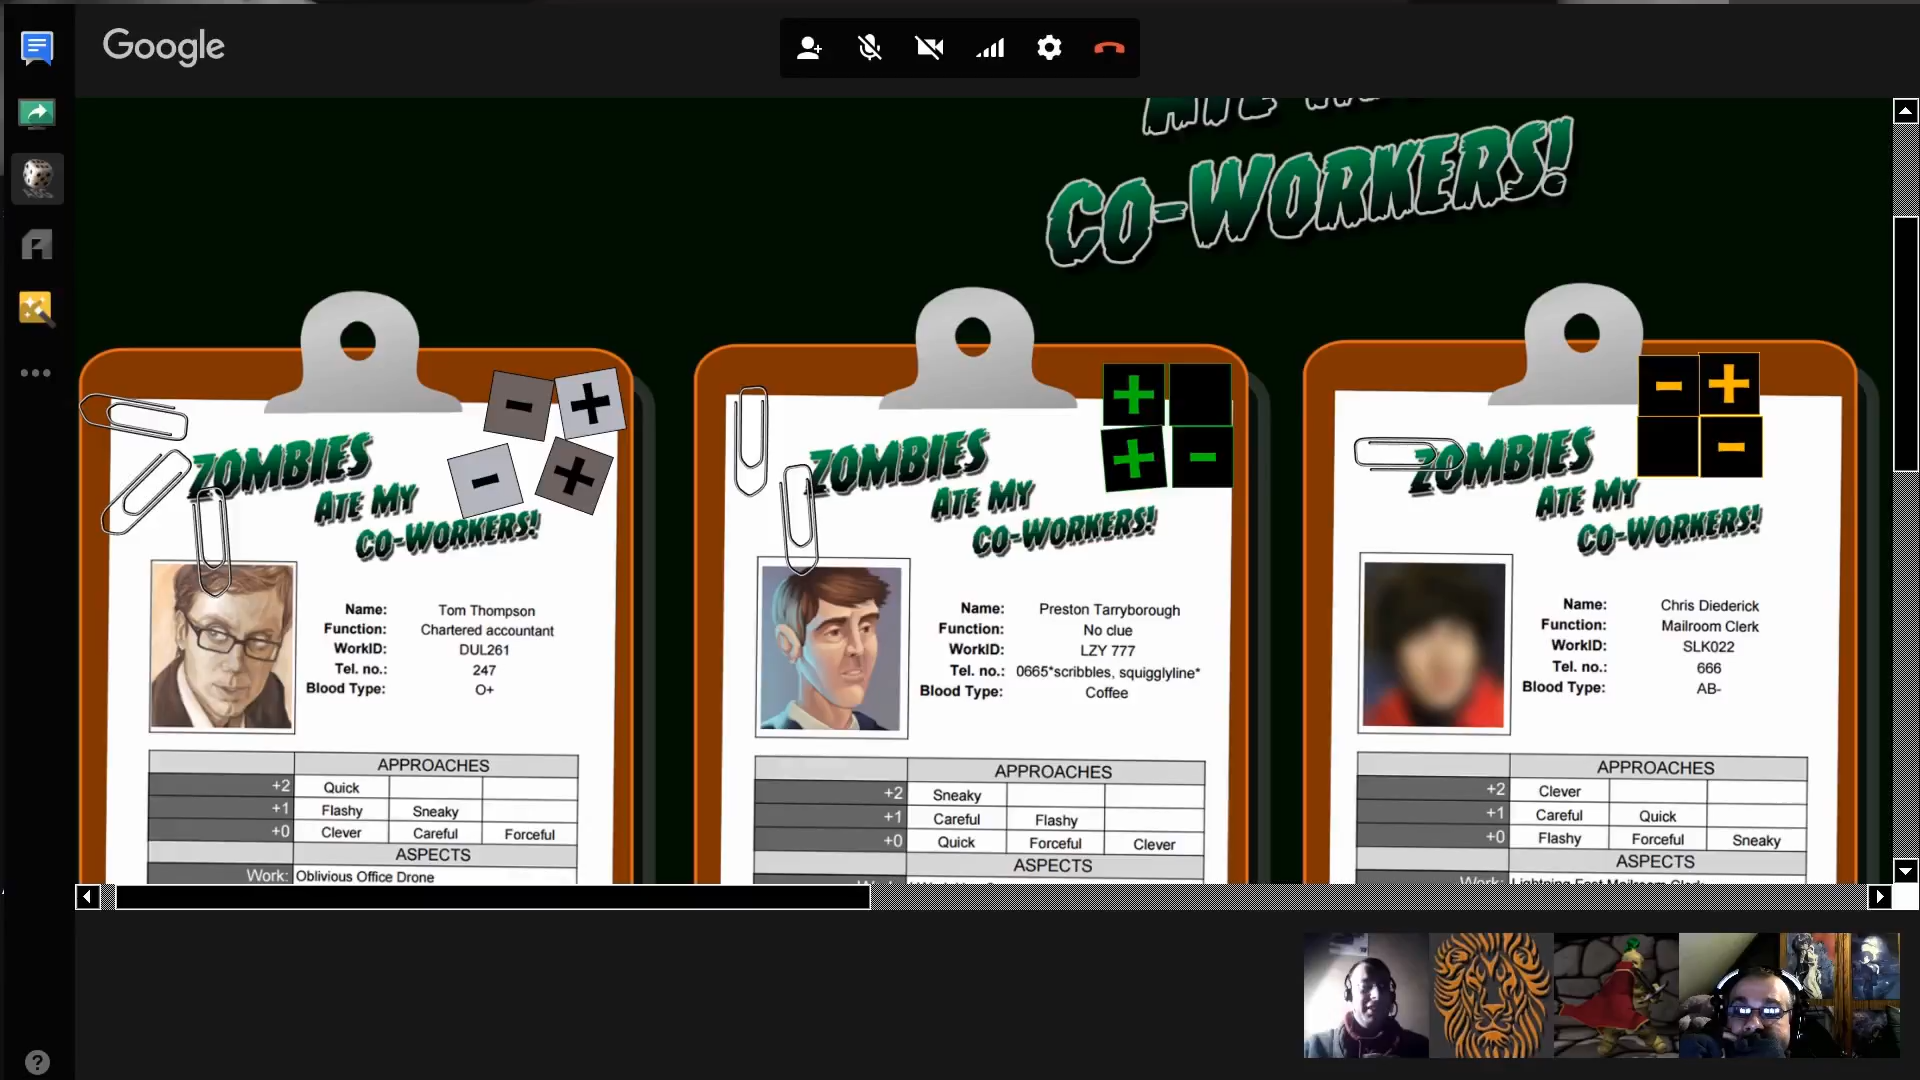 Google
CO-WORKERS!
ZOMBIES
ATE MY
CO-WORKERS!
Name: Tom Thompson
Function: Chartered accountant
WorkID: DUL261
Tel. no.: 247
Blood Type: O+
APPROACHES
+2 Quick
+1 Flashy Sneaky
+0 Clever Careful Forceful
ASPECTS
Work: Oblivious Office Drone
ZOMBIES
ATE MY
CO-WORKERS!
Name: Preston Tarryborough
Function: No clue
WorkID: LZY 777
Tel. no.: 0665*scribbles, squigglyline*
Blood Type: Coffee
APPROACHES
+2 Sneaky
+1 Careful Flashy
+0 Quick Forceful Clever
ASPECTS
ZOMBIES
ATE MY
CO-WORKERS!
Name: Chris Diederick
Function: Mailroom Clerk
WorkID: SLK022
Tel. no.: 666
Blood Type: AB-
APPROACHES
+2 Clever
+1 Careful Quick
+0 Flashy Forceful Sneaky
ASPECTS
Work: Lightning Fast Mailroom Clerk